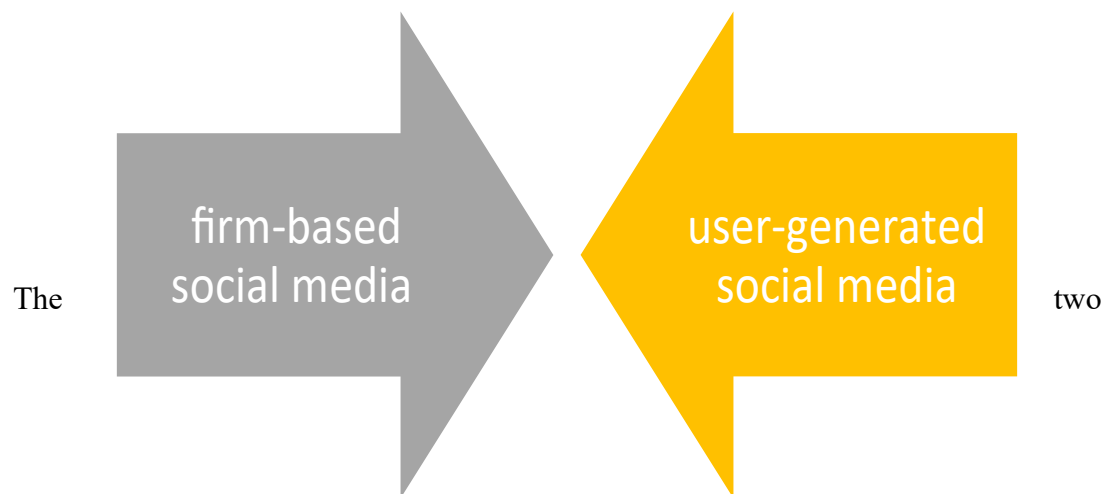 firm-based
social media
user-generated
social media
The
two